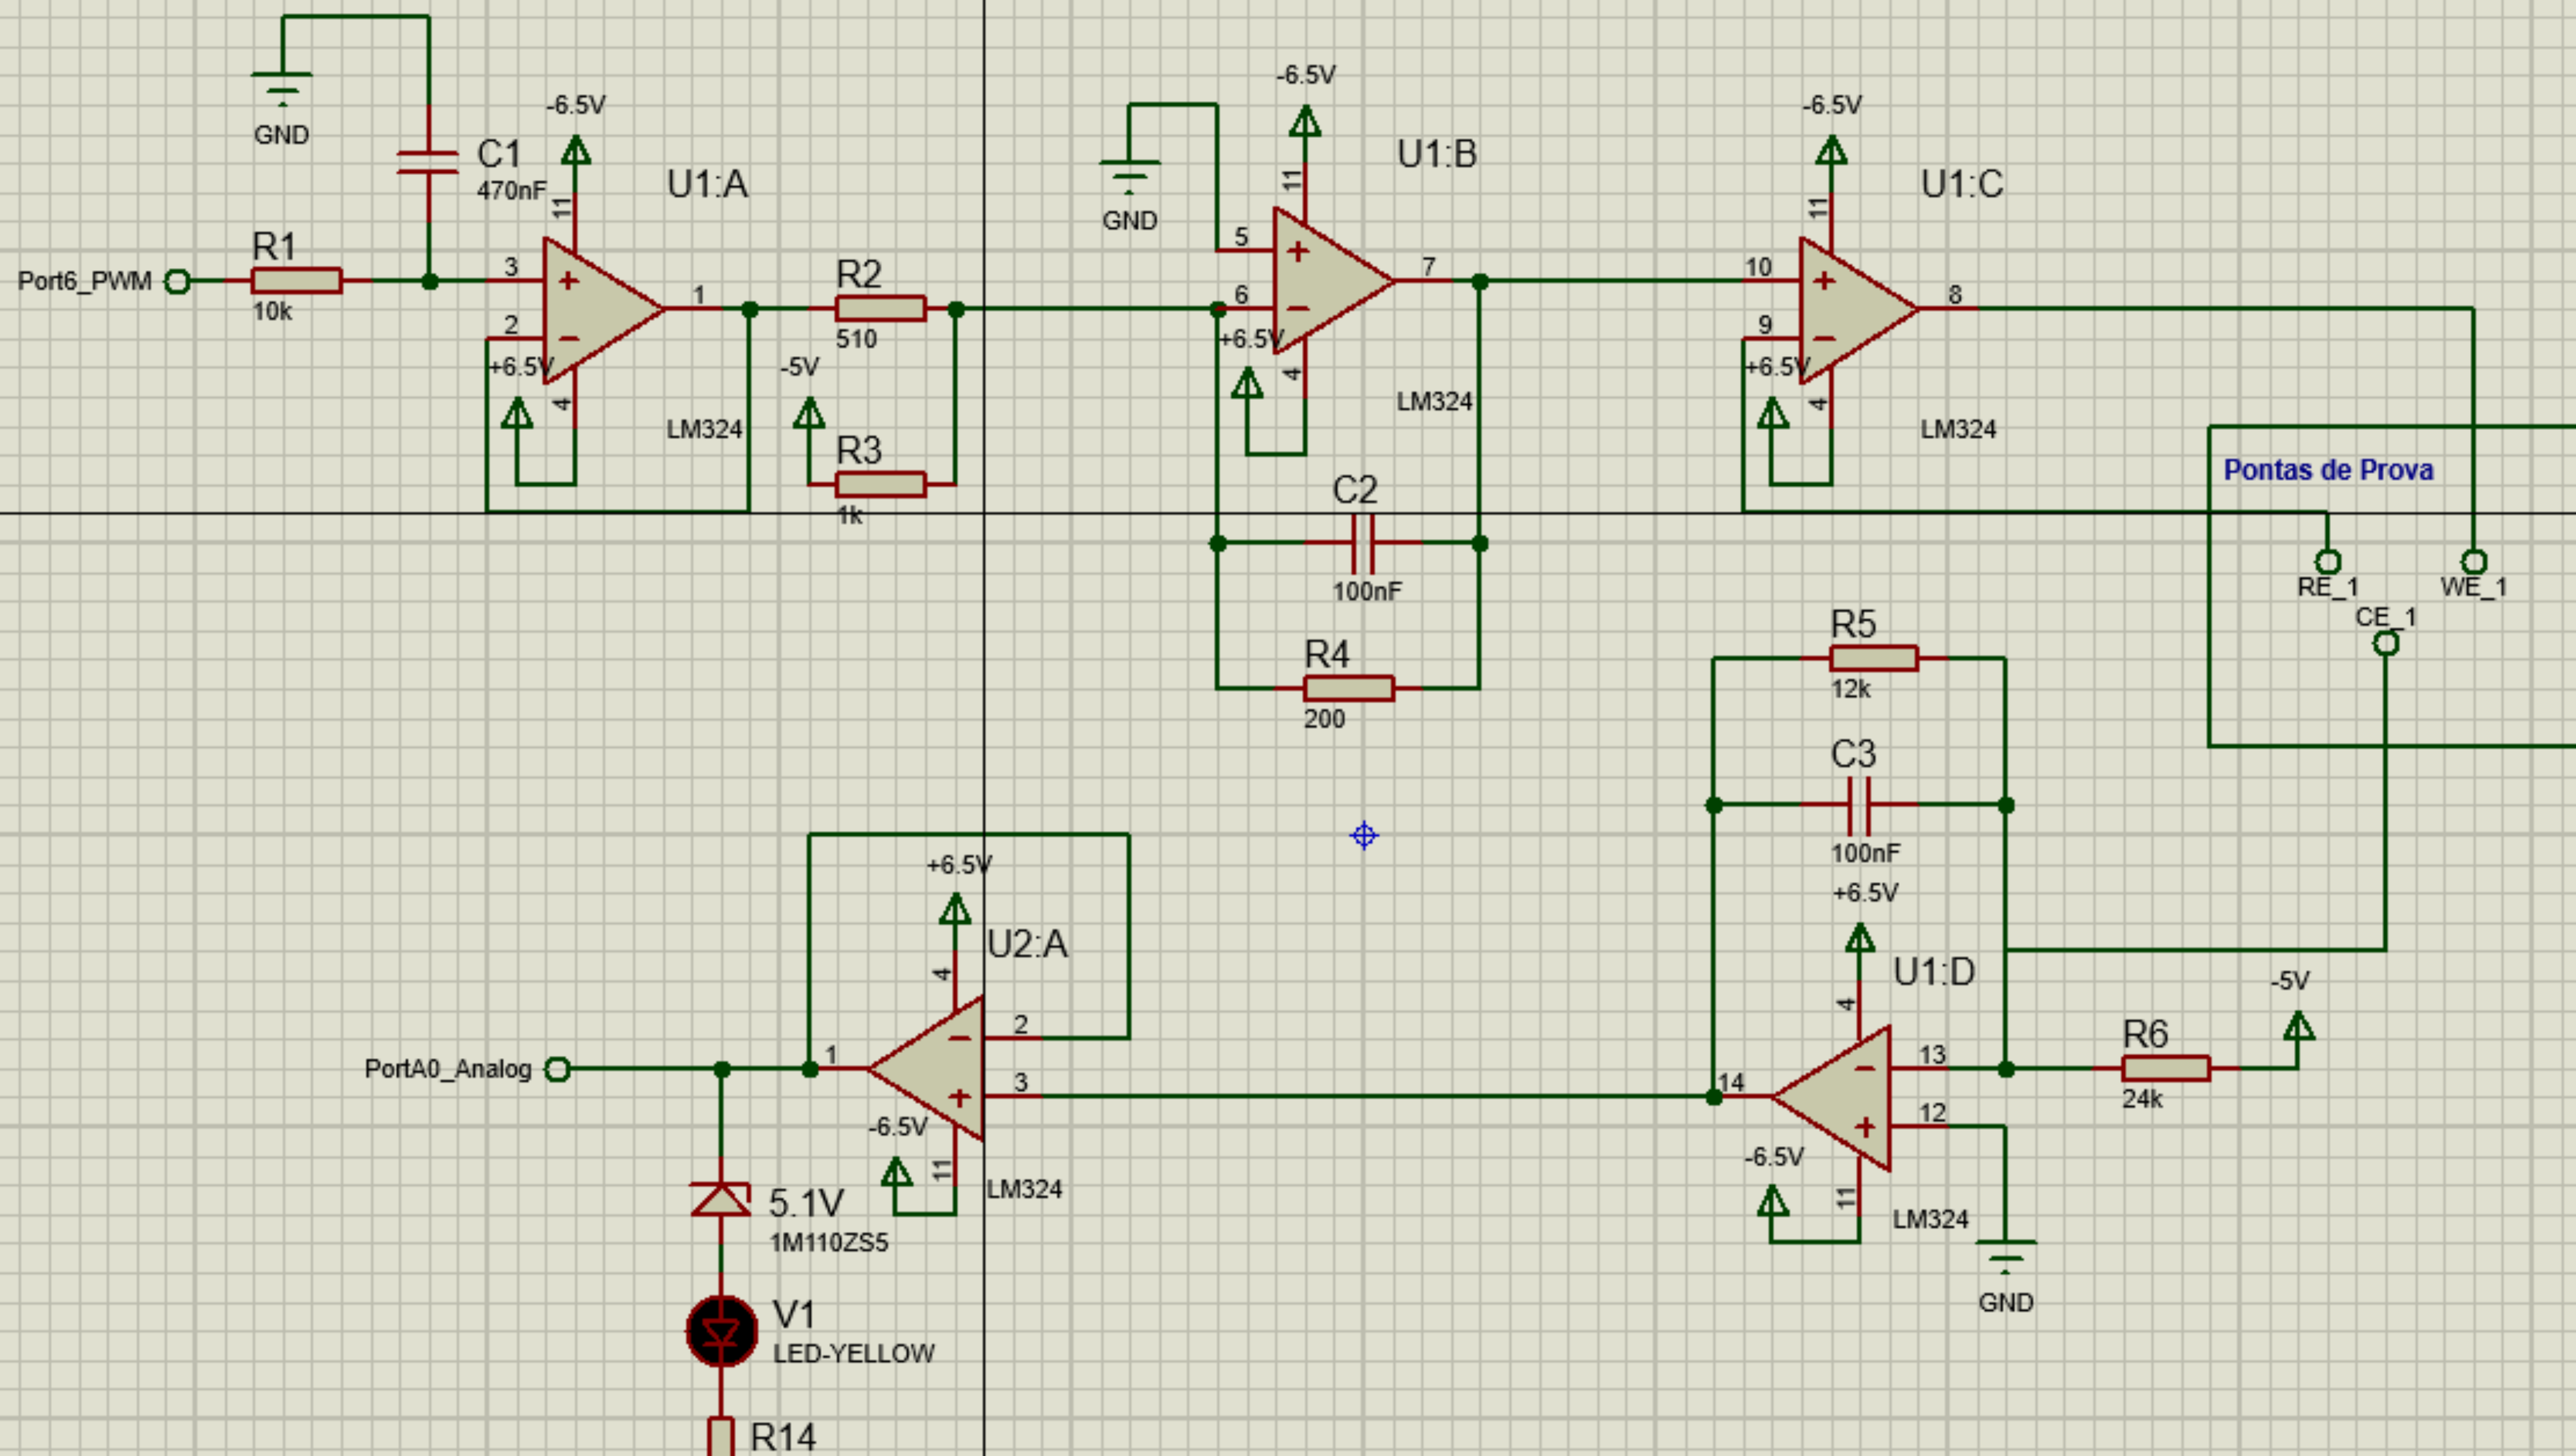 GND
C1
470nF
-6.5V
11
U1:A
R1
Port6_PWM
10k
3
2
+6.5V
4
1
LM324
R2
510
-5V
R3
1k
GND
-6.5V
11
U1:B
5
6
+6.5V
4
7
LM324
C2
100nF
R4
200
-6.5V
11
U1:C
10
9
+6.5V
4
8
LM324
Pontas de Prova
RE_1
WE_1
CE_1
R5
12k
C3
100nF
+6.5V
4
U1:D
-5V
13
R6
24k
14
12
-6.5V
11
LM324
GND
+6.5V
U2:A
4
2
1
3
PortA0_Analog
-6.5V
11
LM324
5.1V
1M110ZS5
V1
LED-YELLOW
R14